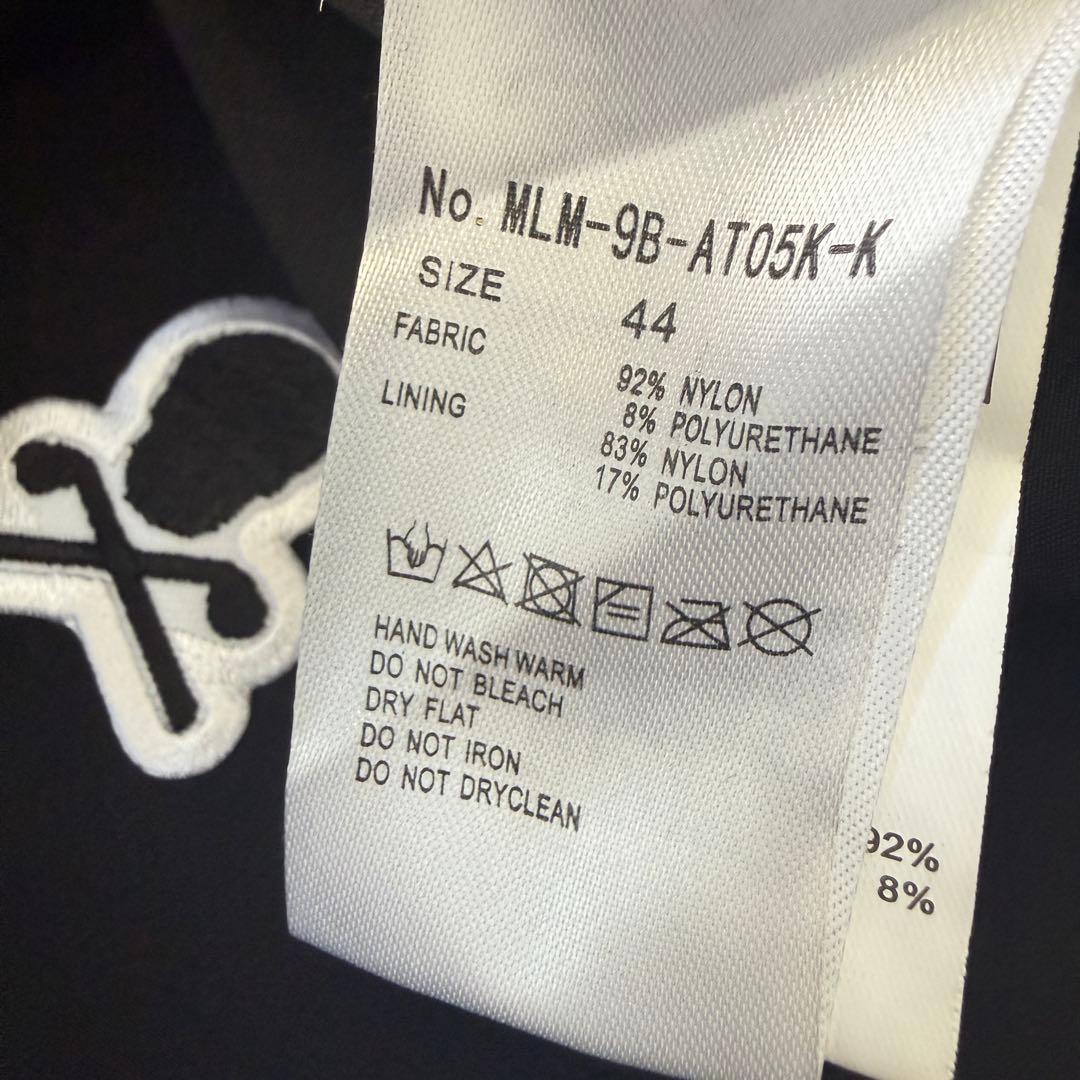 No. MLM-9B-AT05K-K
SIZE 44
FABRIC 92% NYLON
8% POLYURETHANE
LINING 83% NYLON
17% POLYURETHANE
HAND WASH WARM
DO NOT BLEACH
DRY FLAT
DO NOT IRON
DO NOT DRYCLEAN
92%
8%